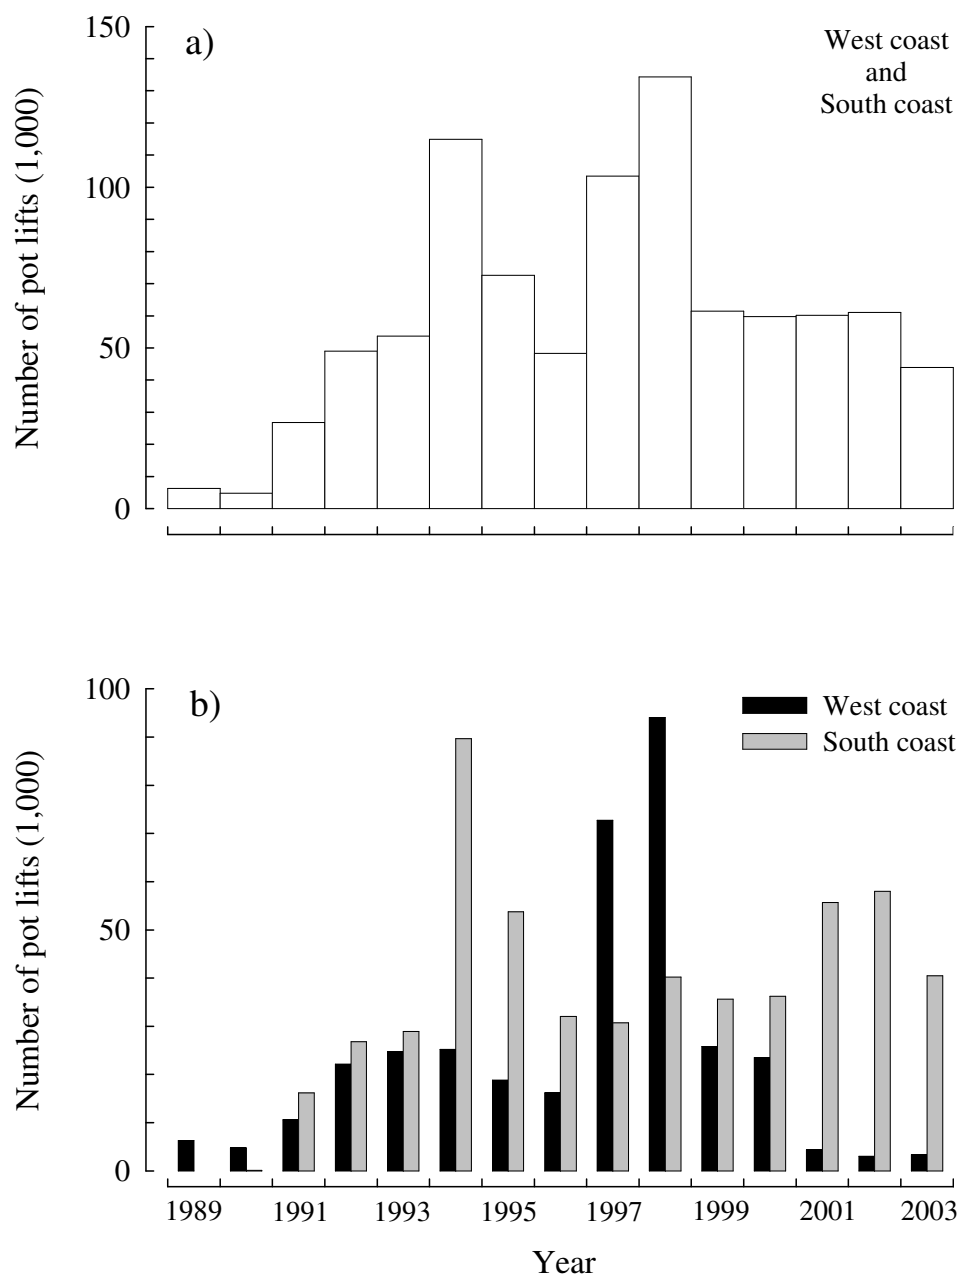 150
a)
West coast
and
South coast
Number of pot lifts (1,000)
100
50
0
100
b)
West coast
South coast
Number of pot lifts (1,000)
50
0
1989 1991 1993 1995 1997 1999 2001 2003
Year